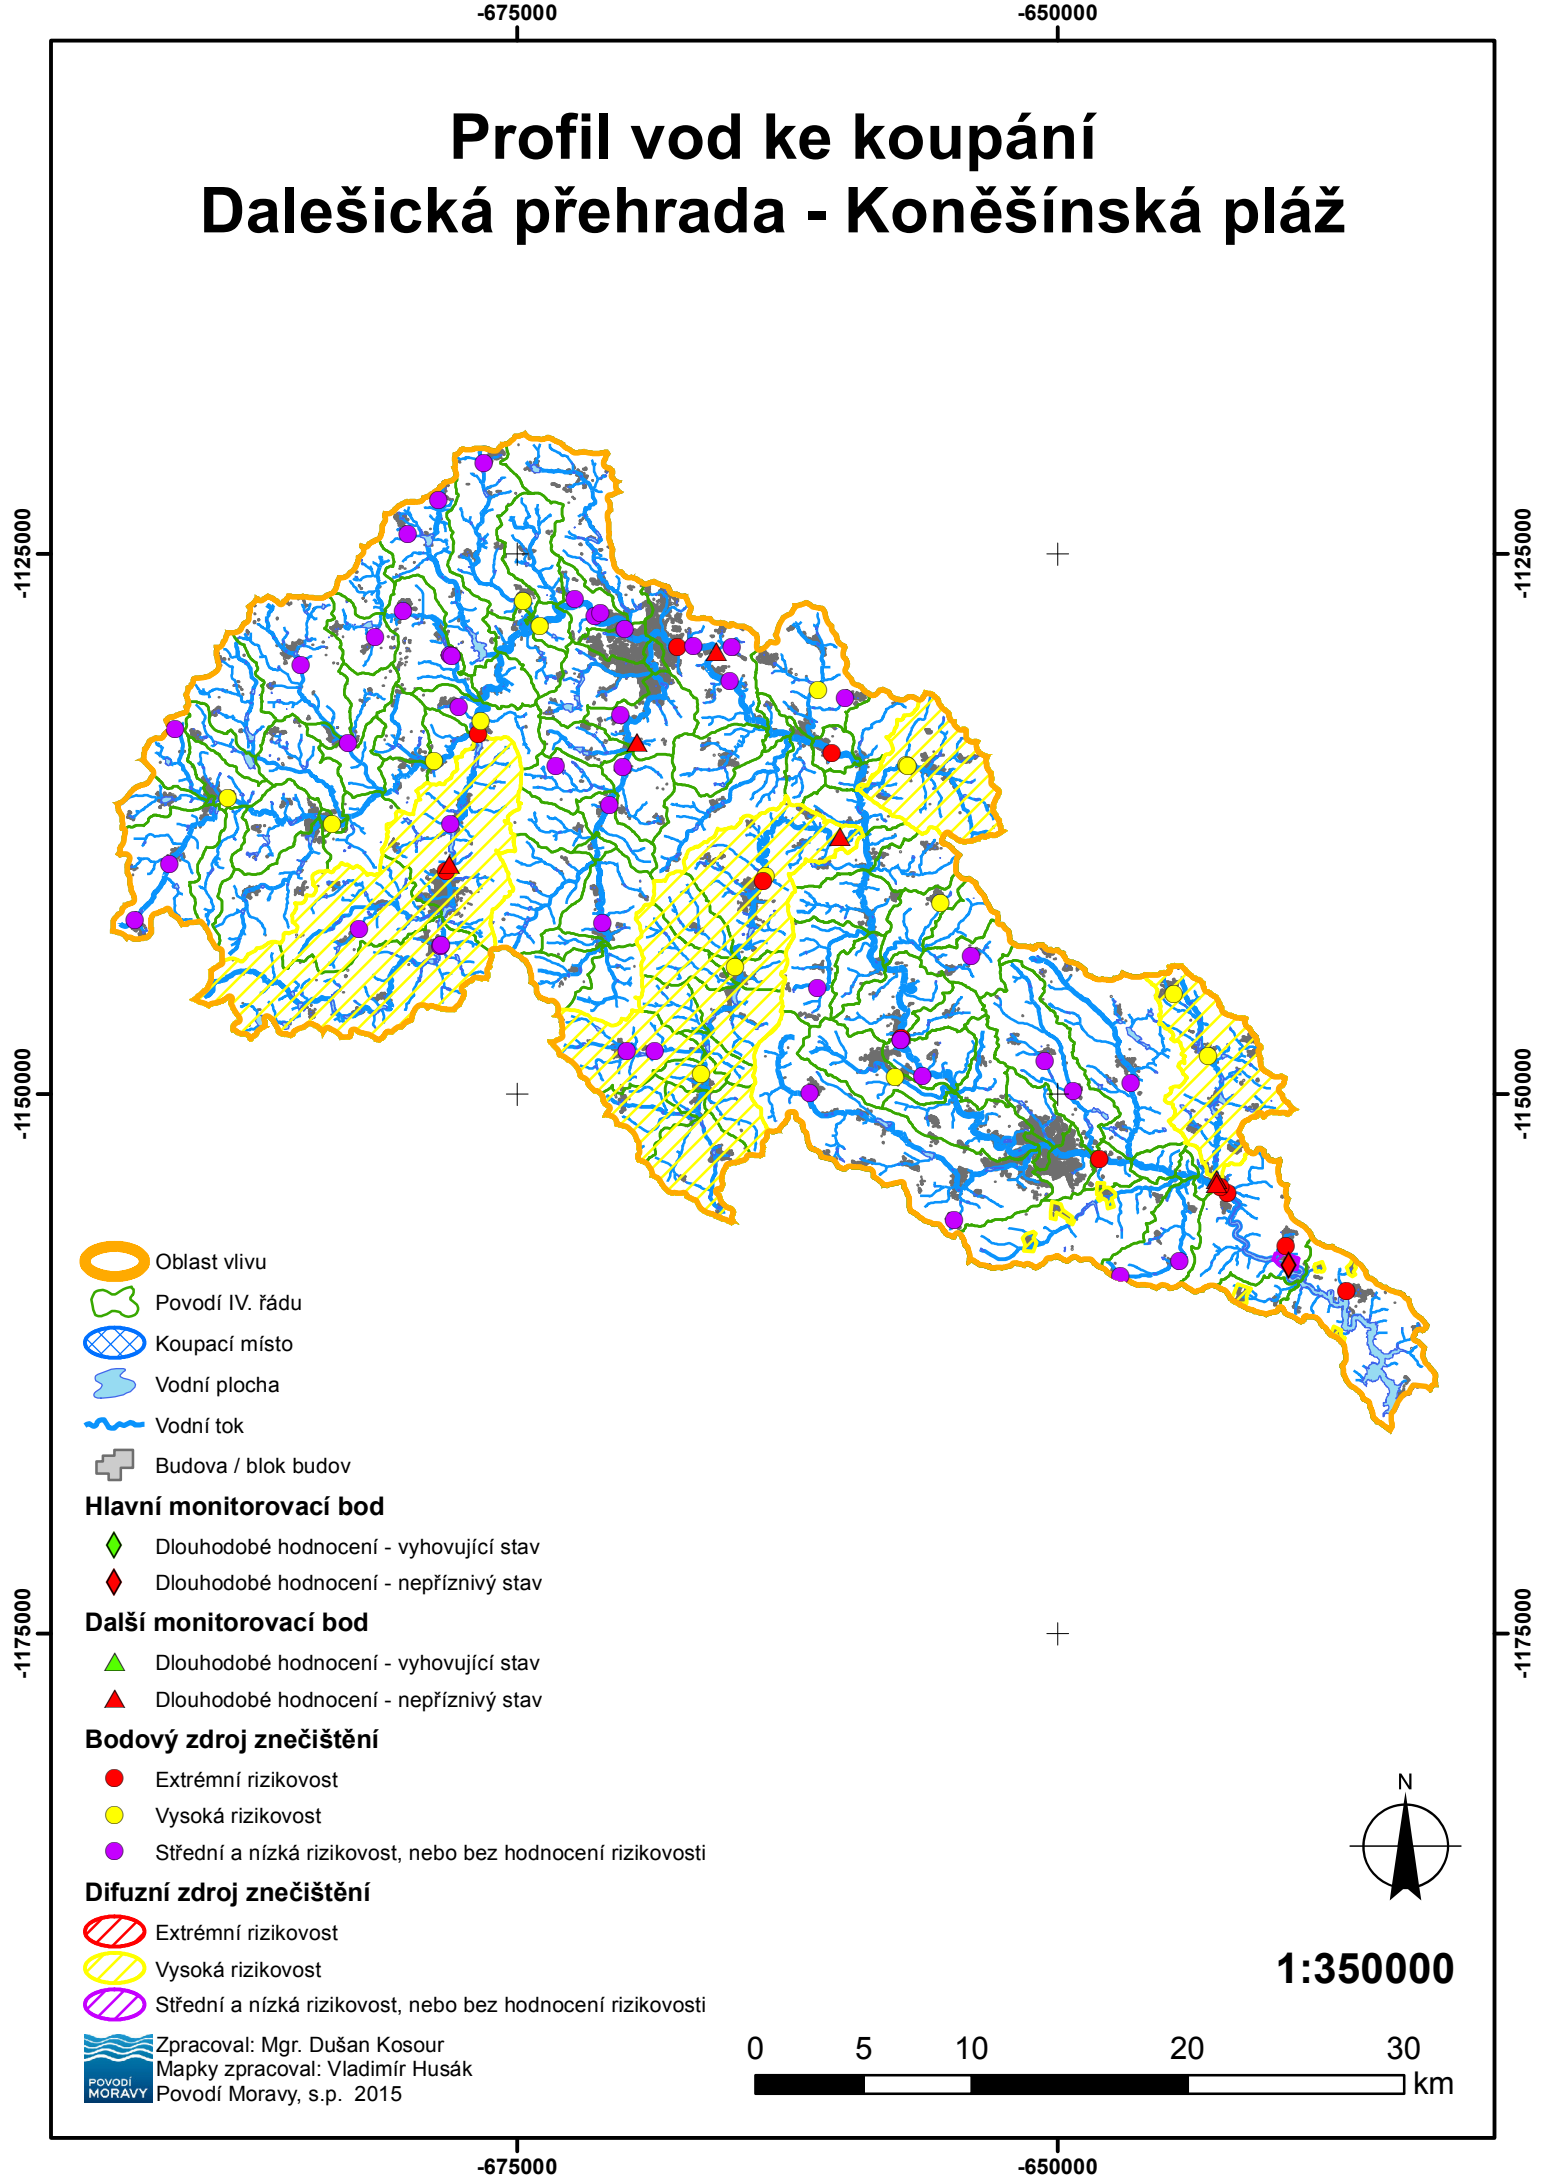 -675000
-650000
Profil vod ke koupání
Dalešická přehrada - Koněšínská pláž
-1125000
-1125000
-1150000
-1150000
Oblast vlivu
Povodí IV. řádu
Koupací místo
Vodní plocha
Vodní tok
Budova / blok budov
Hlavní monitorovací bod
Dlouhodobé hodnocení - vyhovující stav
Dlouhodobé hodnocení - nepříznivý stav
-1175000
-1175000
Další monitorovací bod
Dlouhodobé hodnocení - vyhovující stav
Dlouhodobé hodnocení - nepříznivý stav
Bodový zdroj znečištění
Extrémní rizikovost
Vysoká rizikovost
Střední a nízká rizikovost, nebo bez hodnocení rizikovosti
Difuzní zdroj znečištění
Extrémní rizikovost
Vysoká rizikovost
Střední a nízká rizikovost, nebo bez hodnocení rizikovosti
N
1:350000
POVODÍ
MORAVY
Zpracoval: Mgr. Dušan Kosour
Mapky zpracoval: Vladimír Husák
Povodí Moravy, s.p. 2015
0 5 10 20 30
km
-675000
-650000